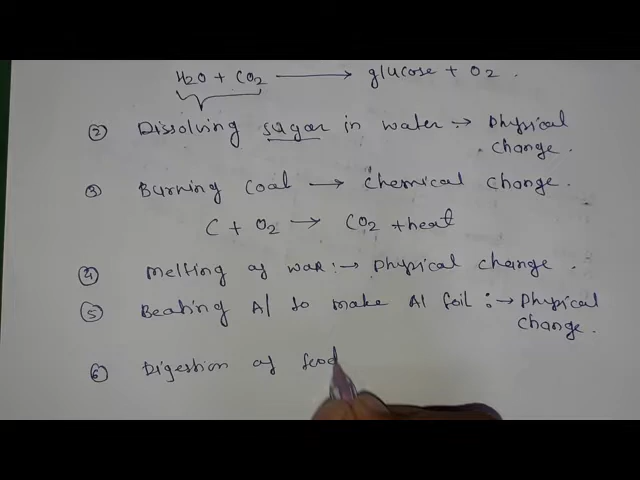 H2O + CO2 ⟶ glucose + O2 .
② Dissolving sugar in water → Physical
change.
③ Burning coal → chemical change.
C + O2 → CO2 + heat
④ Melting of wax :→ Physical change .
⑤ Beating Al to make Al foil :→ Physical
change.
⑥ Digestion of food